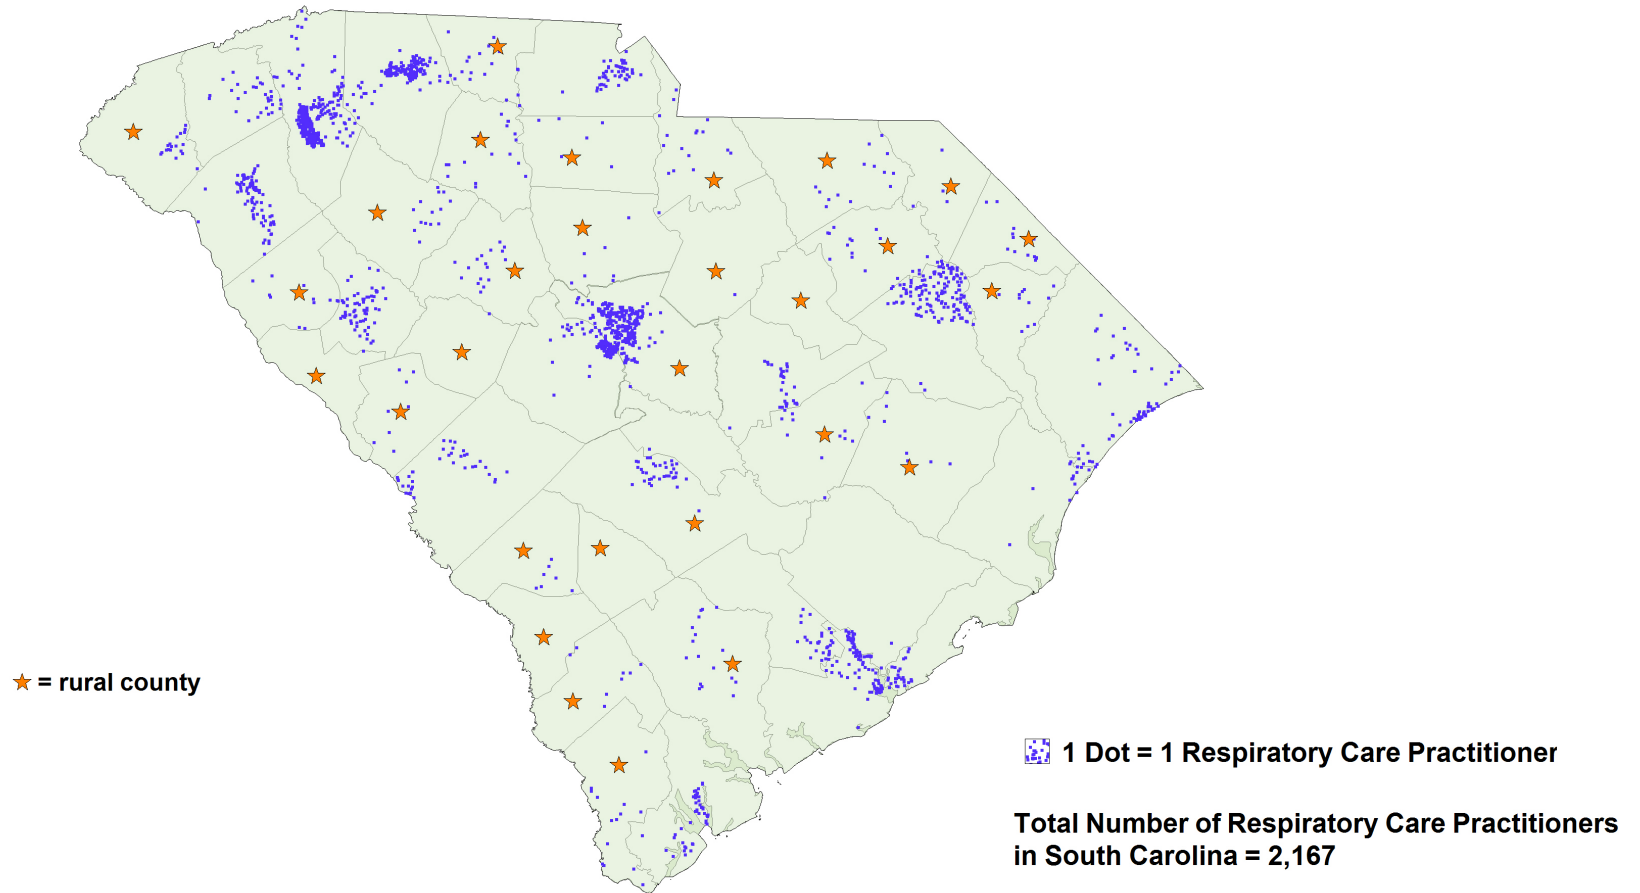 = rural county
1 Dot = 1 Respiratory Care Practitioner
Total Number of Respiratory Care Practitioners
in South Carolina = 2,167